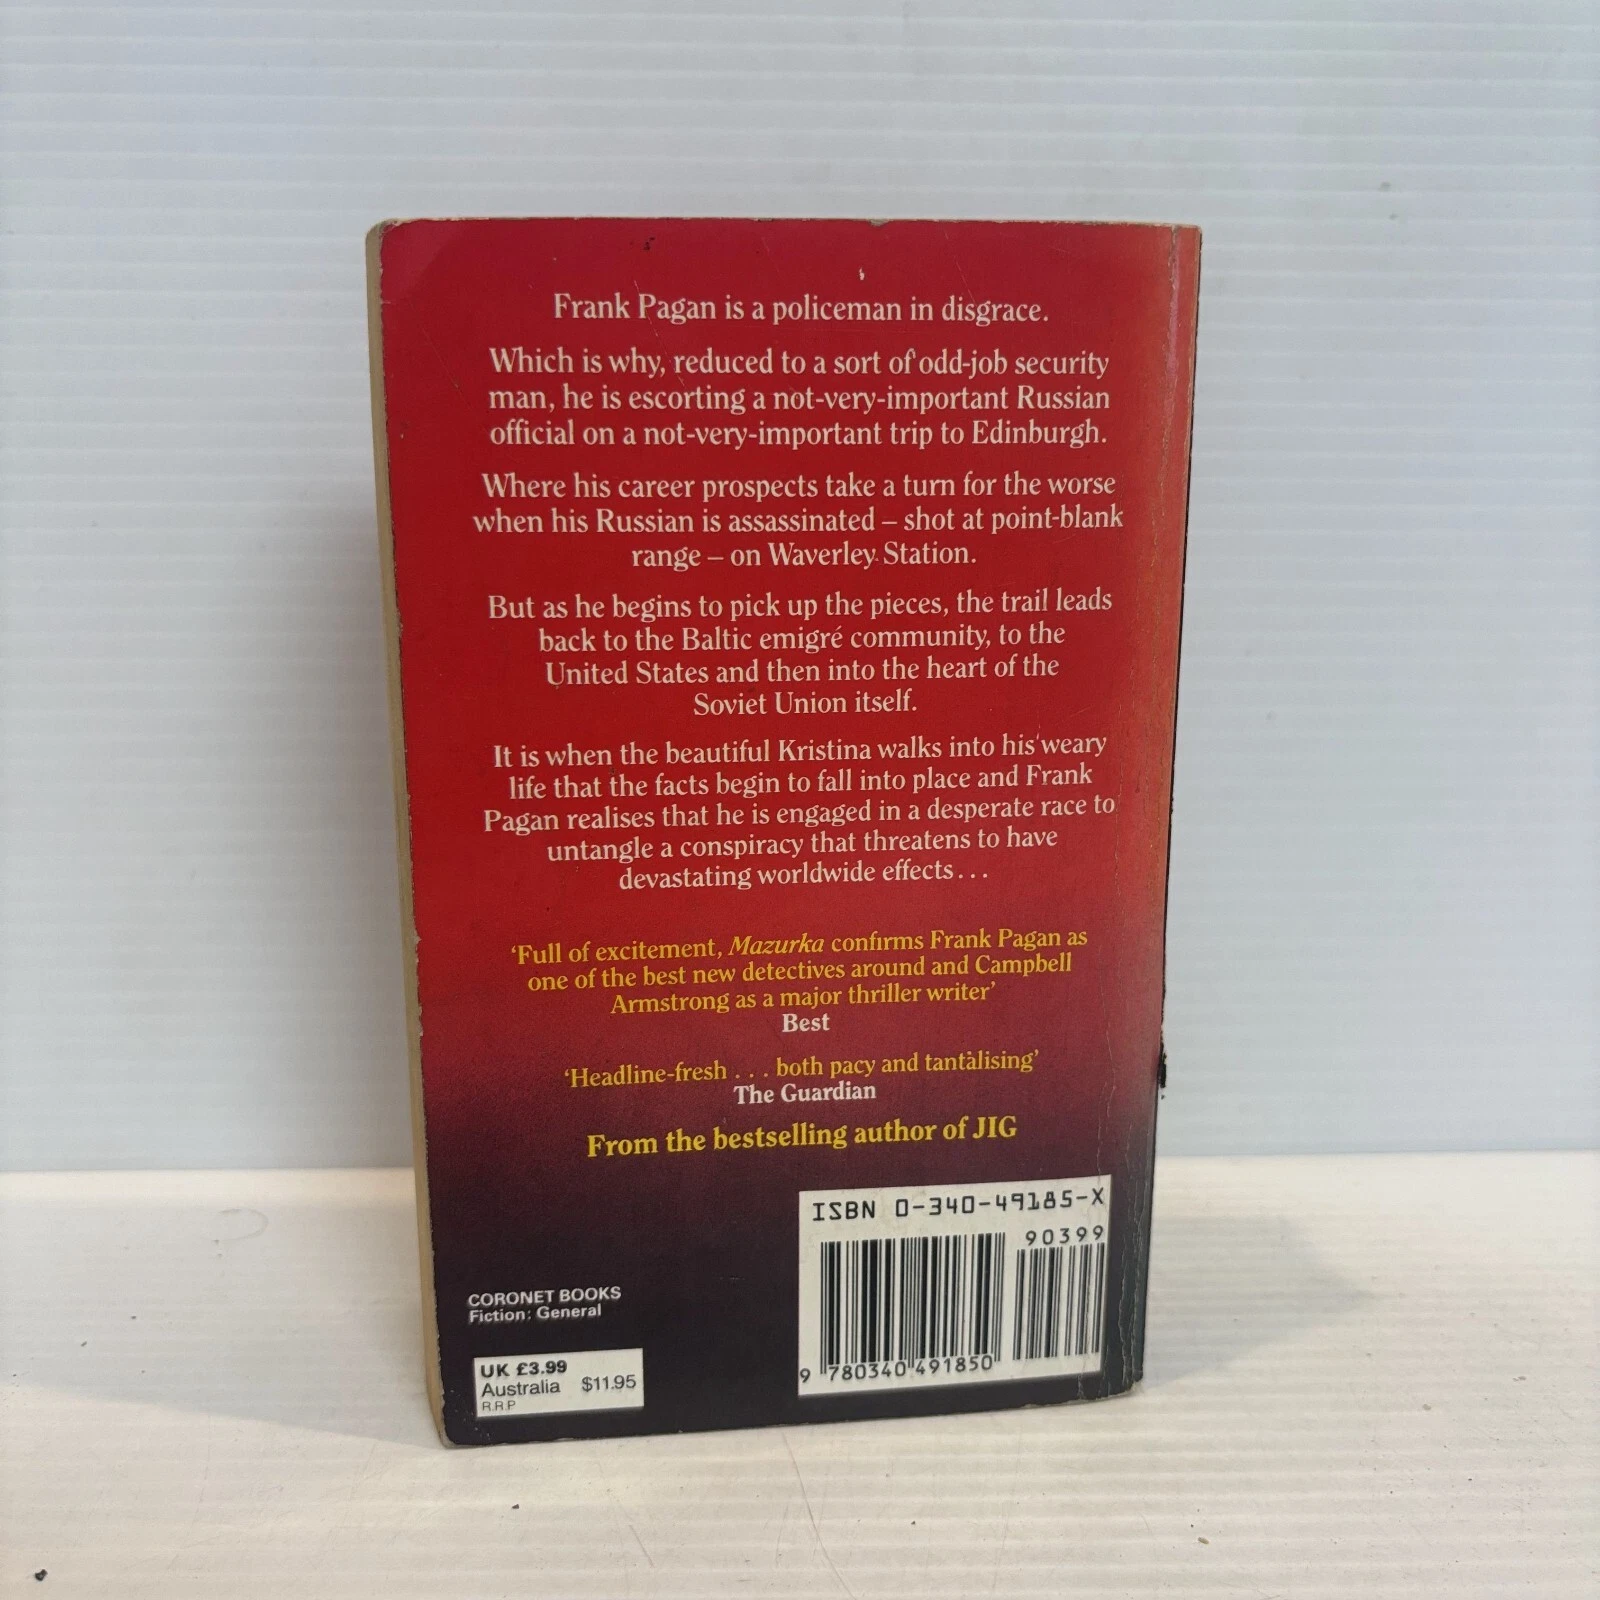 Frank Pagan is a policeman in disgrace.
Which is why, reduced to a sort of odd-job security
man, he is escorting a not-very-important Russian
official on a not-very-important trip to Edinburgh.
Where his career prospects take a turn for the worse
when his Russian is assassinated – shot at point-blank
range – on Waverley Station.
But as he begins to pick up the pieces, the trail leads
back to the Baltic emigré community, to the
United States and then into the heart of the
Soviet Union itself.
It is when the beautiful Kristina walks into his weary
life that the facts begin to fall into place and Frank
Pagan realises that he is engaged in a desperate race to
untangle a conspiracy that threatens to have
devastating worldwide effects...
‘Full of excitement, Mazurka confirms Frank Pagan as
one of the best new detectives around and Campbell
Armstrong as a major thriller writer’
Best
‘Headline-fresh . . . both pacy and tantalising’
The Guardian
From the bestselling author of JIG
ISBN 0-340-49185-X
90399
9 780340 491850
CORONET BOOKS
Fiction: General
UK £3.99
Australia $11.95
R.R.P